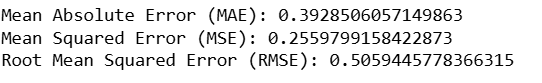 Mean Absolute Error (MAE): 0.3928506057149863
Mean Squared Error (MSE): 0.2559799158422873
Root Mean Squared Error (RMSE): 0.5059445778366315